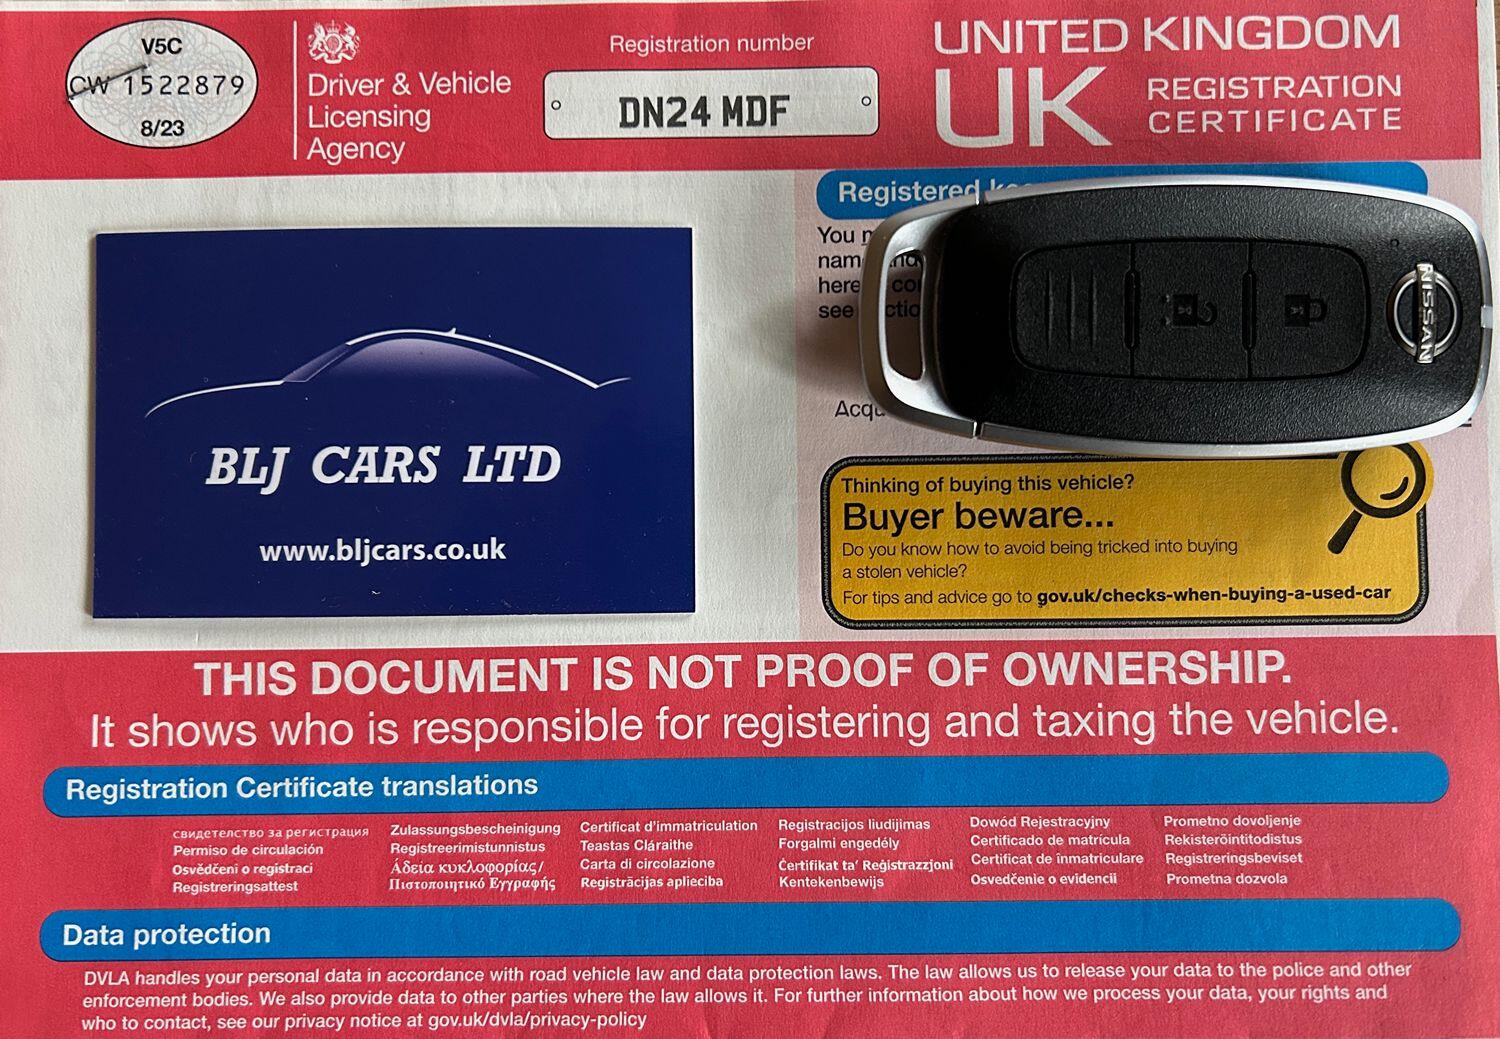 V5C
CW 1522879
8/23
Driver & Vehicle
Licensing
Agency
Registration number
DN24 MDF
UNITED KINGDOM
UK REGISTRATION
CERTIFICATE
Registered
You
here
see
BLJ CARS LTD
www.bljcars.co.uk
NISSAN
Thinking of buying this vehicle?
Buyer beware...
Do you know how to avoid being tricked into buying
a stolen vehicle?
For tips and advice go to gov.uk/checks-when-buying-a-used-car
THIS DOCUMENT IS NOT PROOF OF OWNERSHIP.
It shows who is responsible for registering and taxing the vehicle.
Registration Certificate translations
свидетелство за регистрация
Permiso de circulación
Osvědčeni o registraci
Registreringsattest
Zulassungsbescheinigung
Registreerimistunnistus
Άδεία κυκλοφορίας/
Πιστοποιητικό Εγγραφής
Certificat d'immatriculation
Teastas Cláraithe
Carta di circolazione
Registrācijas apliecība
Registracijos liudijimas
Forgalmi engedély
Ċertifikat ta' Reġistrazzjoni
Kentekenbewijs
Dowód Rejestracyjny
Certificado de matrícula
Certificat de înmatriculare
Osvedčenie o evidencii
Prometno dovoljenje
Rekisteröintitodistus
Registreringsbeviset
Prometna dozvola
Data protection
DVLA handles your personal data in accordance with road vehicle law and data protection laws. The law allows us to release your data to the police and other
enforcement bodies. We also provide data to other parties where the law allows it. For further information about how we process your data, your rights and
who to contact, see our privacy notice at gov.uk/dvla/privacy-policy